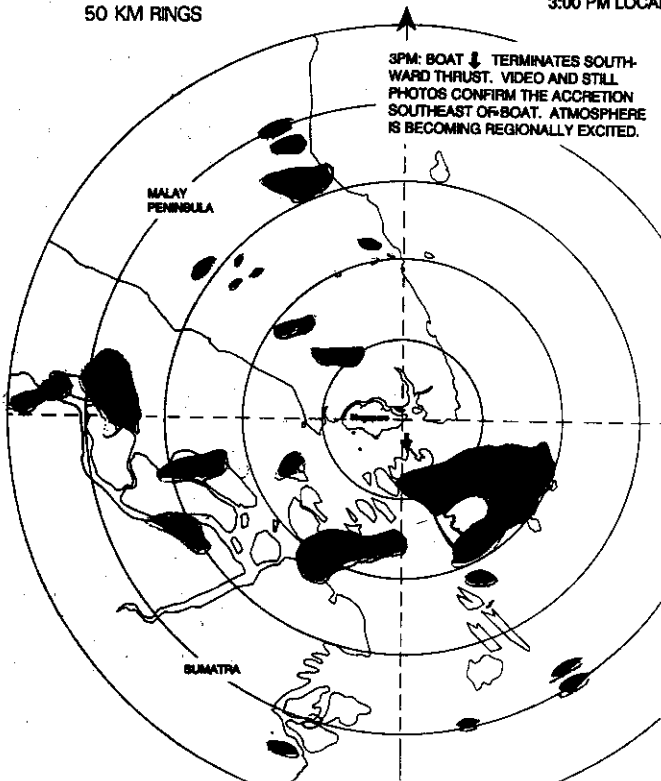 50 KM RINGS
3:00 PM LOCAL
3PM: BOAT ⬇ TERMINATES SOUTH-
WARD THRUST. VIDEO AND STILL
PHOTOS CONFIRM THE ACCRETION
SOUTHEAST OF BOAT. ATMOSPHERE
IS BECOMING REGIONALLY EXCITED.
MALAY
PENINSULA
Singapore
SUMATRA